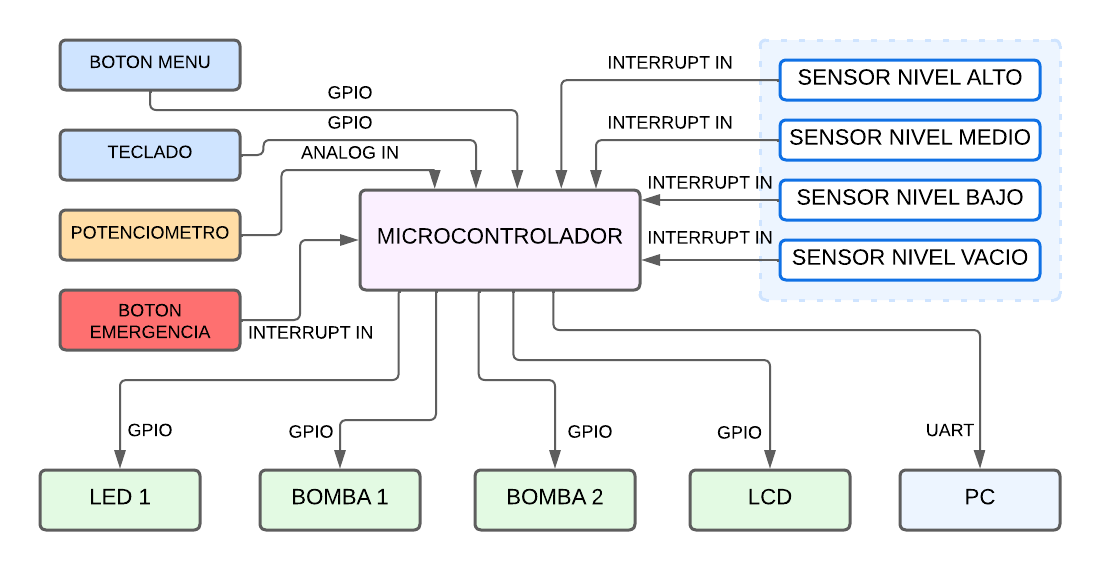 BOTON MENU
GPIO
TECLADO
GPIO
ANALOG IN
POTENCIOMETRO
BOTON
EMERGENCIA
INTERRUPT IN
MICROCONTROLADOR
INTERRUPT IN
SENSOR NIVEL ALTO
INTERRUPT IN
SENSOR NIVEL MEDIO
INTERRUPT IN
SENSOR NIVEL BAJO
INTERRUPT IN
SENSOR NIVEL VACIO
GPIO
GPIO
GPIO
GPIO
UART
LED 1
BOMBA 1
BOMBA 2
LCD
PC